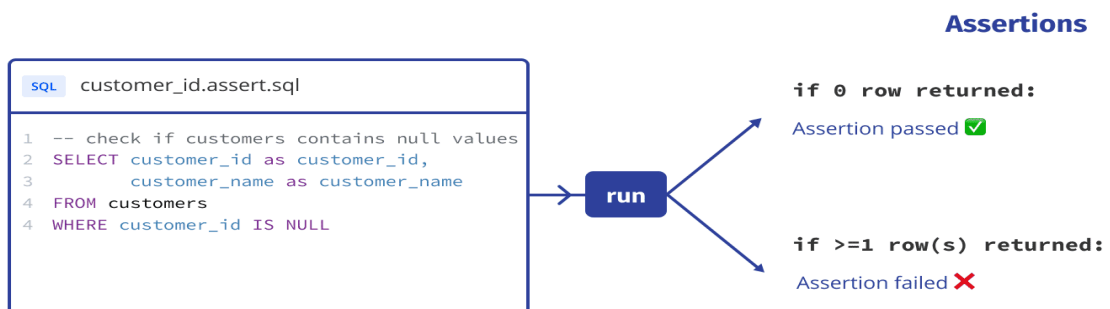 Assertions
SQL customer_id.assert.sql
1 -- check if customers contains null values
2 SELECT customer_id as customer_id,
3 customer_name as customer_name
4 FROM customers
4 WHERE customer_id IS NULL
run
if 0 row returned:
Assertion passed ✅
if >=1 row(s) returned:
Assertion failed ❌